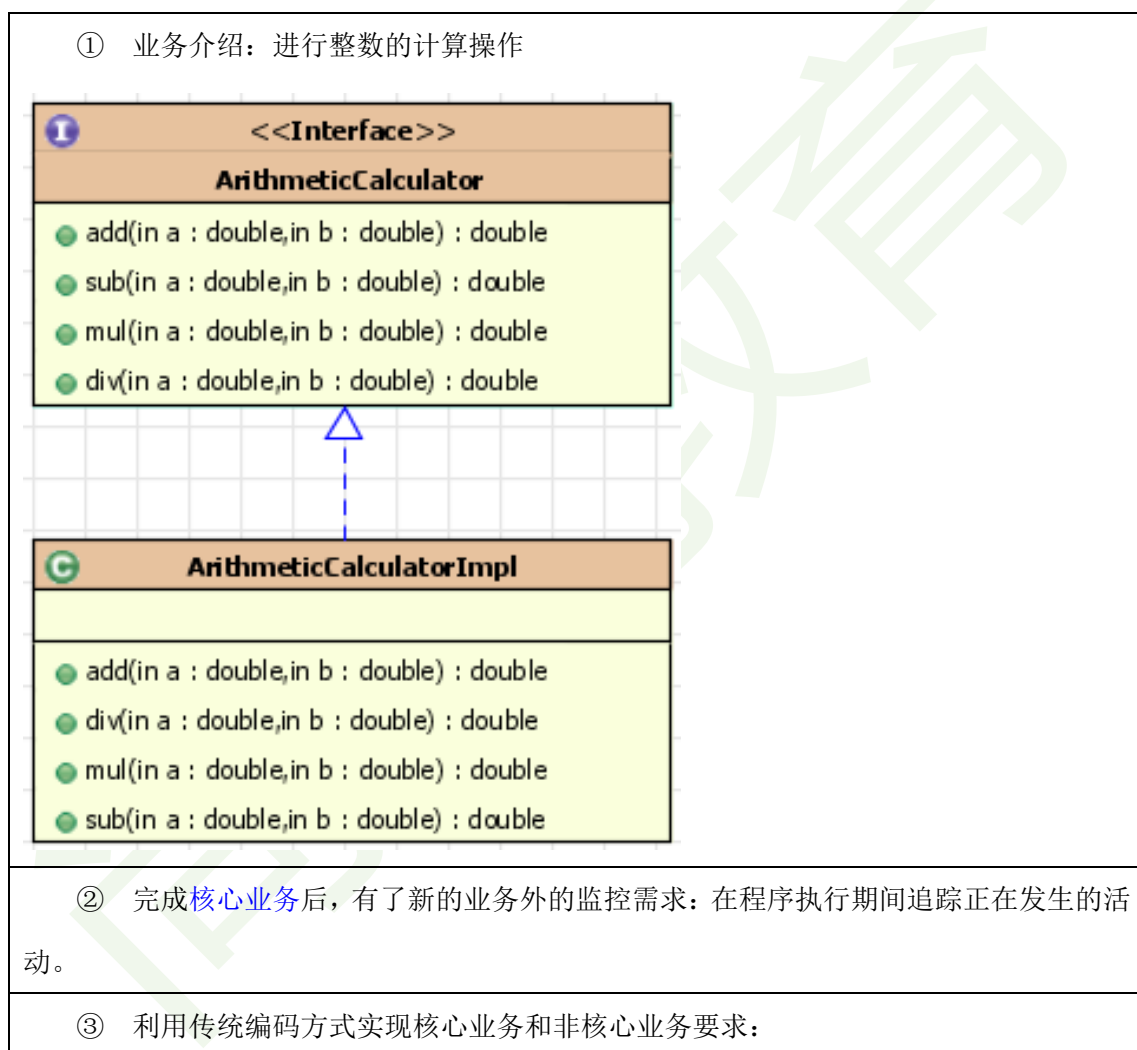 ① 业务介绍：进行整数的计算操作
I
<<Interface>>
ArithmeticCalculator
add(in a : double,in b : double) : double
sub(in a : double,in b : double) : double
mul(in a : double,in b : double) : double
div(in a : double,in b : double) : double
C
ArithmeticCalculatorImpl
add(in a : double,in b : double) : double
div(in a : double,in b : double) : double
mul(in a : double,in b : double) : double
sub(in a : double,in b : double) : double
② 完成核心业务后，有了新的业务外的监控需求：在程序执行期间追踪正在发生的活
动。
③ 利用传统编码方式实现核心业务和非核心业务要求：